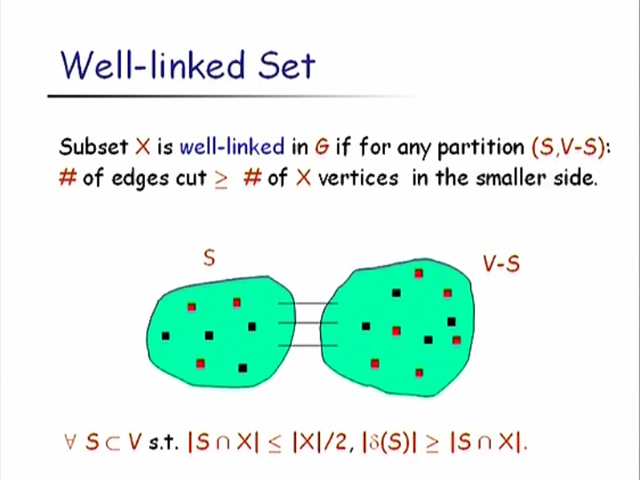 Well-linked Set
Subset X is well-linked in G if for any partition (S,V-S):
# of edges cut ≥ # of X vertices in the smaller side.
S
V-S
∀ S ⊂ V s.t. |S ∩ X| ≤ |X|/2, |δ(S)| ≥ |S ∩ X|.